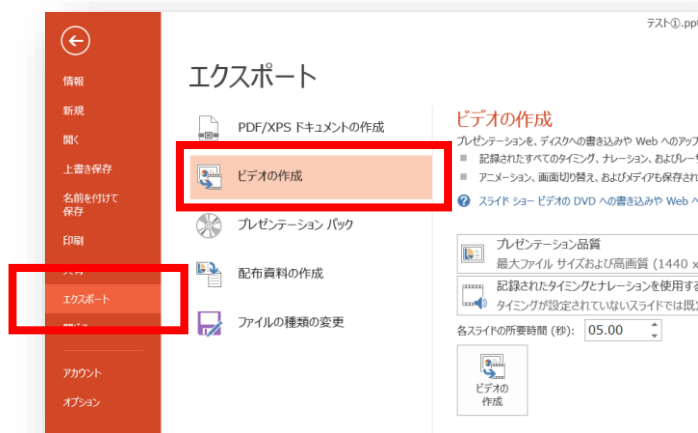 テスト①.ppt
情報
新規
開く
上書き保存
名前を付けて
保存
印刷
エクスポート
アカウント
オプション
エクスポート
PDF/XPS ドキュメントの作成
ビデオの作成
プレゼンテーション パック
配布資料の作成
ファイルの種類の変更
ビデオの作成
プレゼンテーションを、ディスクへの書き込みや Web へのアップ
記録されたすべてのタイミング、ナレーション、およびレー
アニメーション、画面切り替え、およびメディアも保存され
スライド ショー ビデオの DVD への書き込みや Web へ
プレゼンテーション品質
最大ファイル サイズおよび高画質 (1440 x
記録されたタイミングとナレーションを使用する
タイミングが設定されていないスライドでは既
各スライドの所要時間 (秒): 05.00
ビデオの
作成